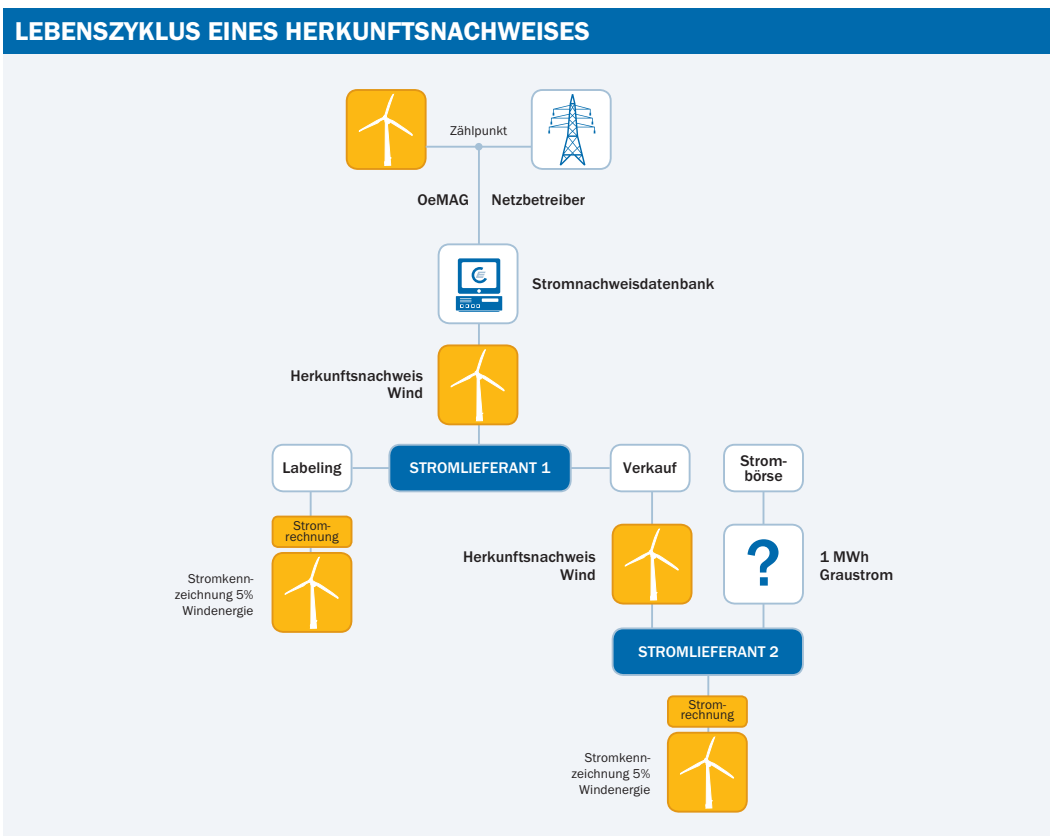 LEBENSZYKLUS EINES HERKUNFTSNACHWEISES
Zählpunkt
OeMAG
Netzbetreiber
Stromnachweisdatenbank
Herkunftsnachweis
Wind
Labeling
STROMLIEFERANT 1
Verkauf
Strom-
börse
Strom-
rechnung
Stromkenn-
zeichnung 5%
Windenergie
Herkunftsnachweis
Wind
?
1 MWh
Graustrom
STROMLIEFERANT 2
Strom-
rechnung
Stromkenn-
zeichnung 5%
Windenergie